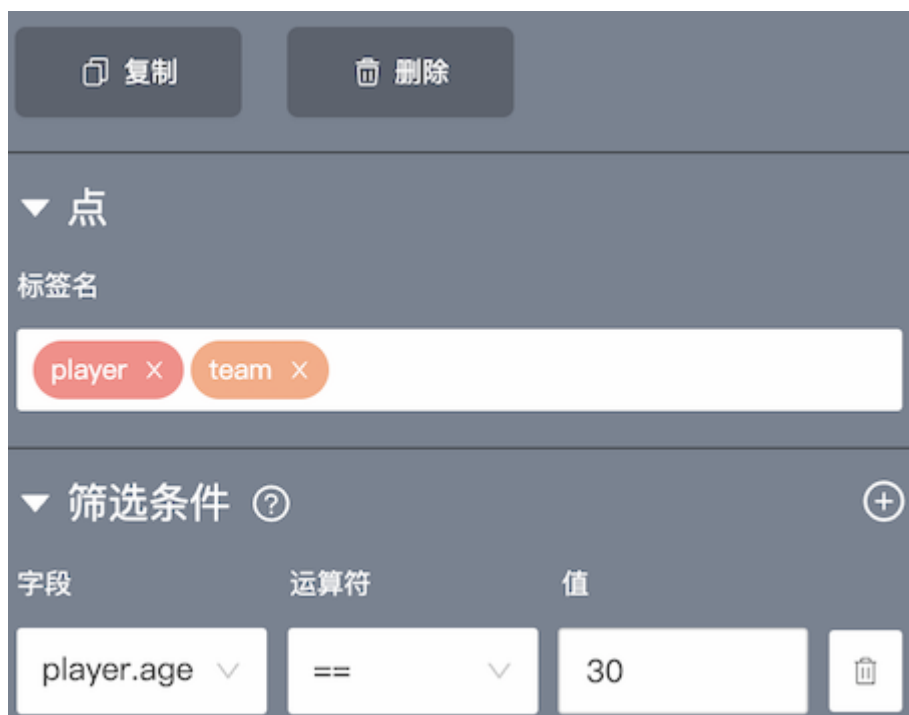 复制 删除
点
标签名
player × team ×
筛选条件 ?
字段 运算符 值
player.age == 30